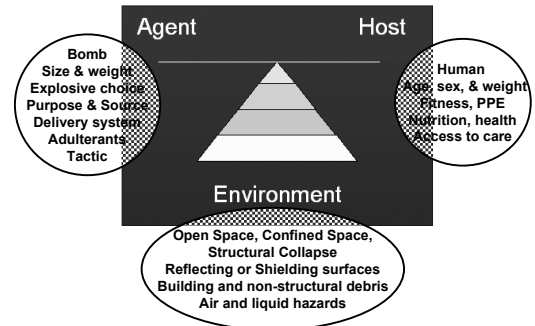 Agent
Host
Bomb
Size & weight
Explosive choice
Purpose & Source
Delivery system
Adulterants
Tactic
Human
Age, sex, & weight
Fitness, PPE
Nutrition, health
Access to care
Environment
Open Space, Confined Space,
Structural Collapse
Reflecting or Shielding surfaces
Building and non-structural debris
Air and liquid hazards